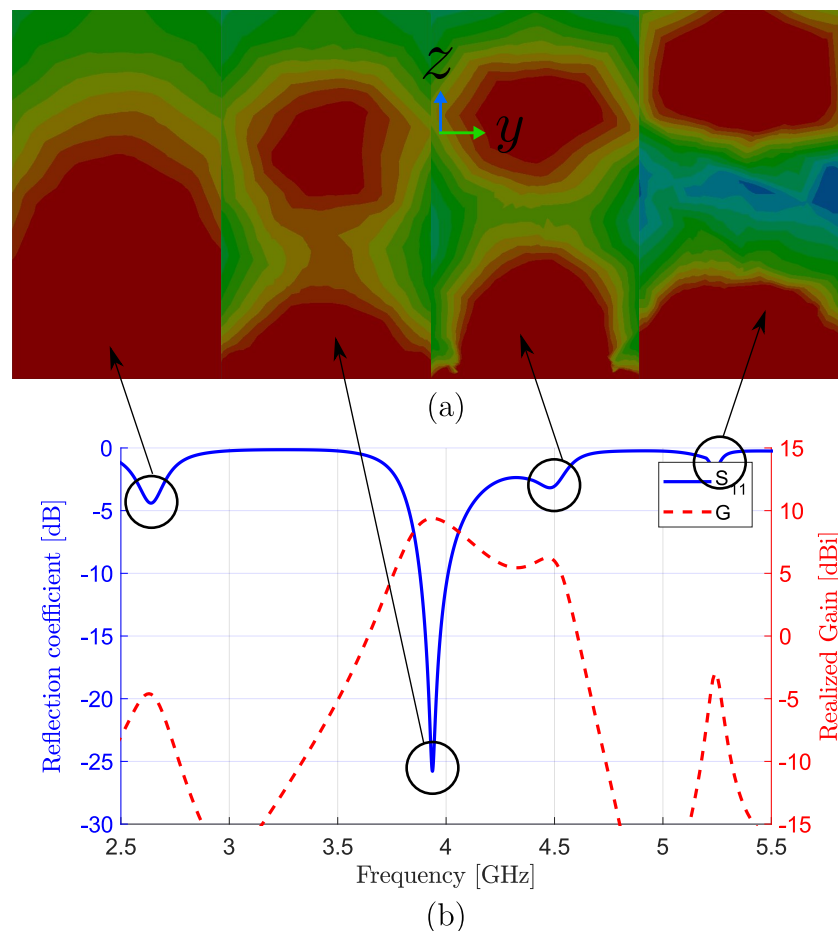 z
y
(a)
0
-5
-10
-15
-20
-25
-30
Reflection coefficient [dB]
15
10
5
0
-5
-10
-15
Realized Gain [dBi]
S11
G
2.5 3 3.5 4 4.5 5 5.5
Frequency [GHz]
(b)